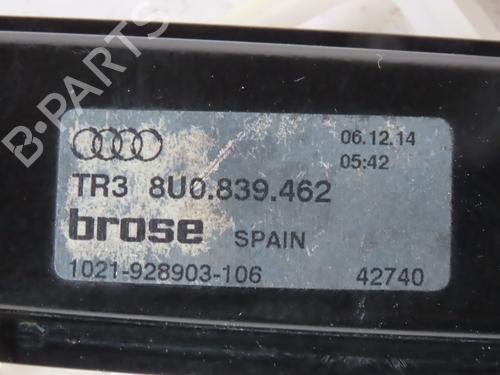 B-PARTS
06.12.14
05:42
TR3 8U0.839.462
brose SPAIN
1021-928903-106 42740